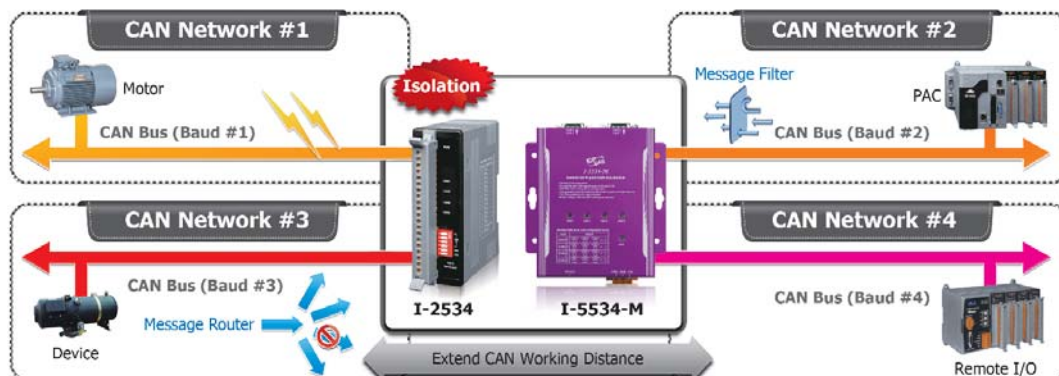 CAN Network #1
Motor
CAN Bus (Baud #1)
Isolation
CAN Network #2
Message Filter
PAC
CAN Bus (Baud #2)
CAN Network #3
CAN Bus (Baud #3)
Message Router
Device
I-2534
I-5534-M
I-5534-M
Extend CAN Working Distance
CAN Network #4
CAN Bus (Baud #4)
Remote I/O